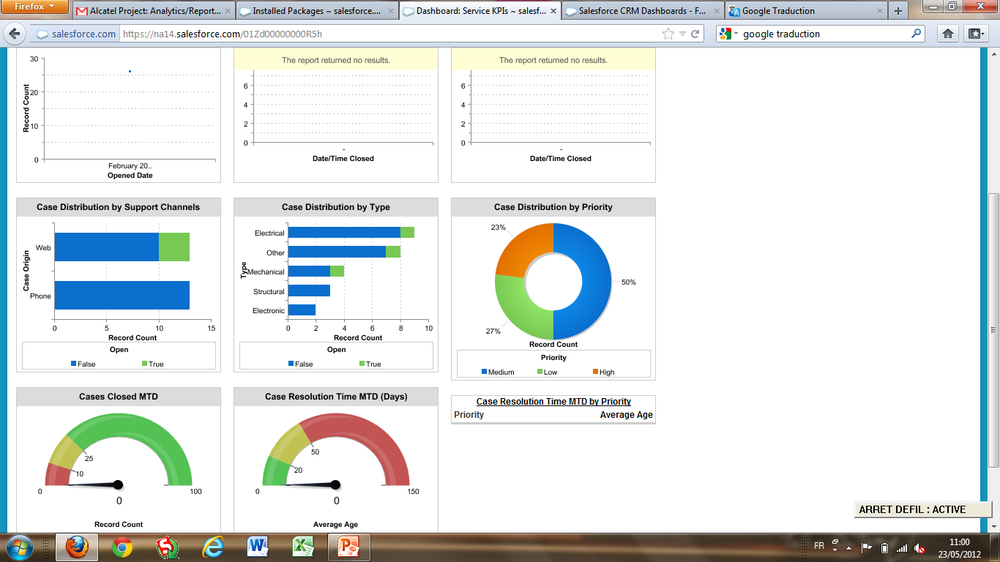 Firefox
Alcatel Project: Analytics/Report...
Installed Packages ~ salesforce....
Dashboard: Service KPIs ~ salesf...
Salesforce CRM Dashboards - F...
Google Traduction
salesforce.com
https://na14.salesforce.com/01Zd00000000R5h
google traduction
30
20
10
0
Record Count
February 20..
Opened Date
The report returned no results.
6
4
2
0
-
Date/Time Closed
The report returned no results.
6
4
2
0
-
Date/Time Closed
Case Distribution by Support Channels
Case Origin
Web
Phone
0 5 10 15
Record Count
Open
False True
Case Distribution by Type
Type
Electrical
Other
Mechanical
Structural
Electronic
0 2 4 6 8 10
Record Count
Open
False True
Case Distribution by Priority
23%
50%
27%
Record Count
Priority
Medium Low High
Cases Closed MTD
25
10
0 100
0
Record Count
Case Resolution Time MTD (Days)
50
20
0 150
0
Average Age
Case Resolution Time MTD by Priority
Priority Average Age
ARRET DEFIL : ACTIVE
FR
11:00
23/05/2012